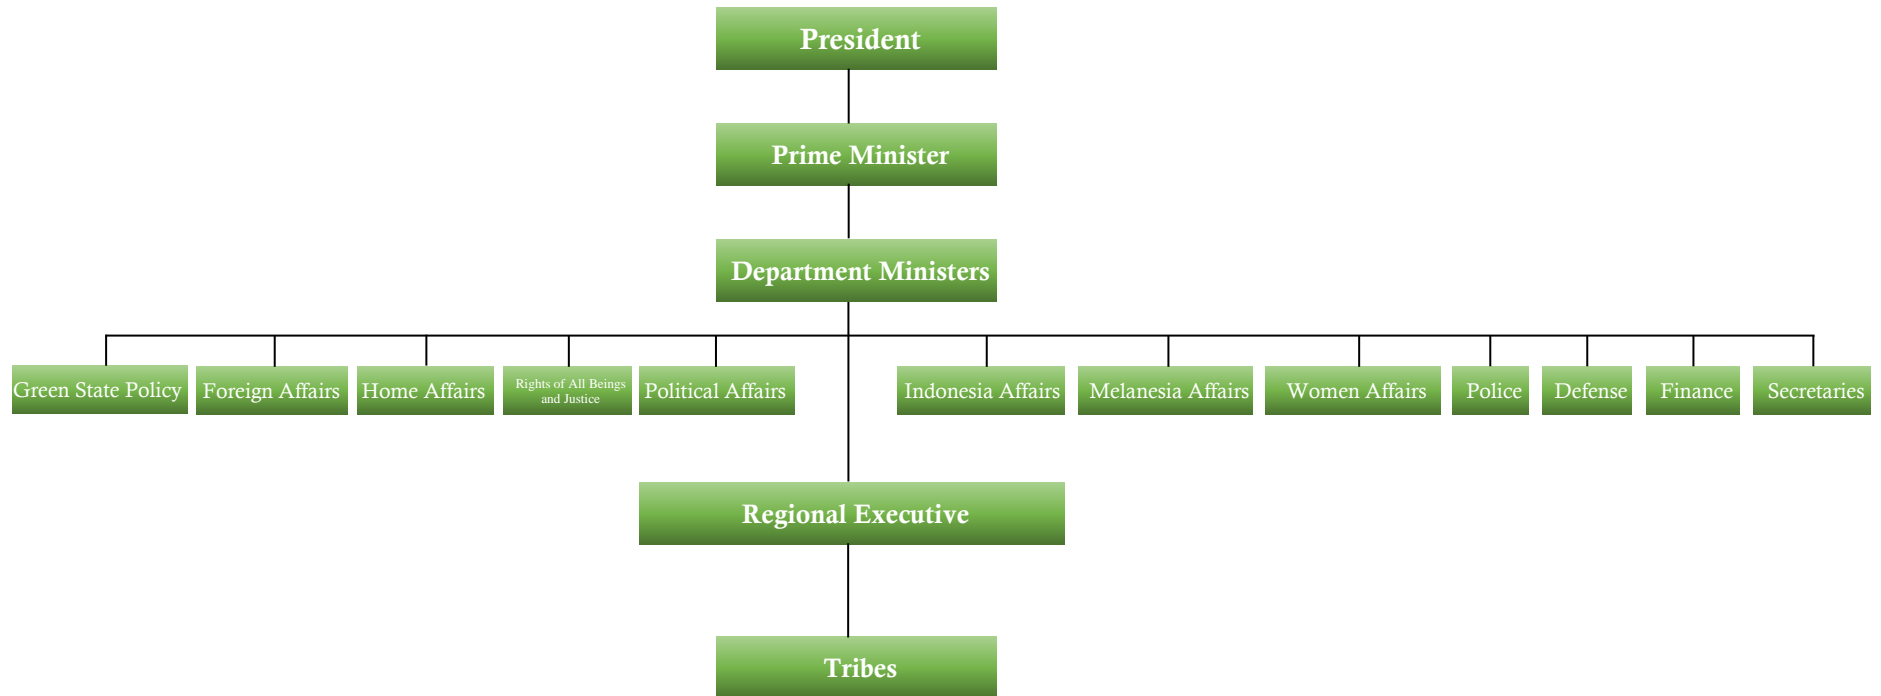 President
Prime Minister
Department Ministers
Green State Policy
Foreign Affairs
Home Affairs
Rights of All Beings
and Justice
Political Affairs
Indonesia Affairs
Melanesia Affairs
Women Affairs
Police
Defense
Finance
Secretaries
Regional Executive
Tribes